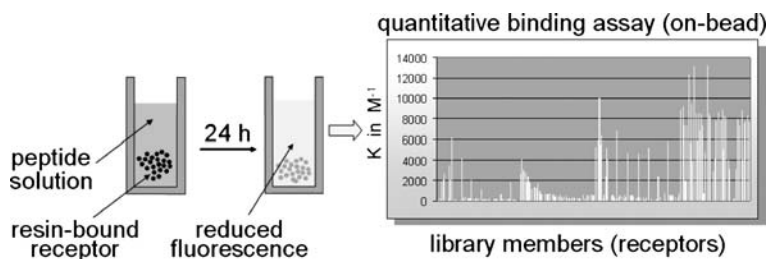 quantitative binding assay (on-bead)
24 h
peptide
solution
resin-bound
receptor
reduced
fluorescence
K in M⁻¹
14000
12000
10000
8000
6000
4000
2000
0
library members (receptors)